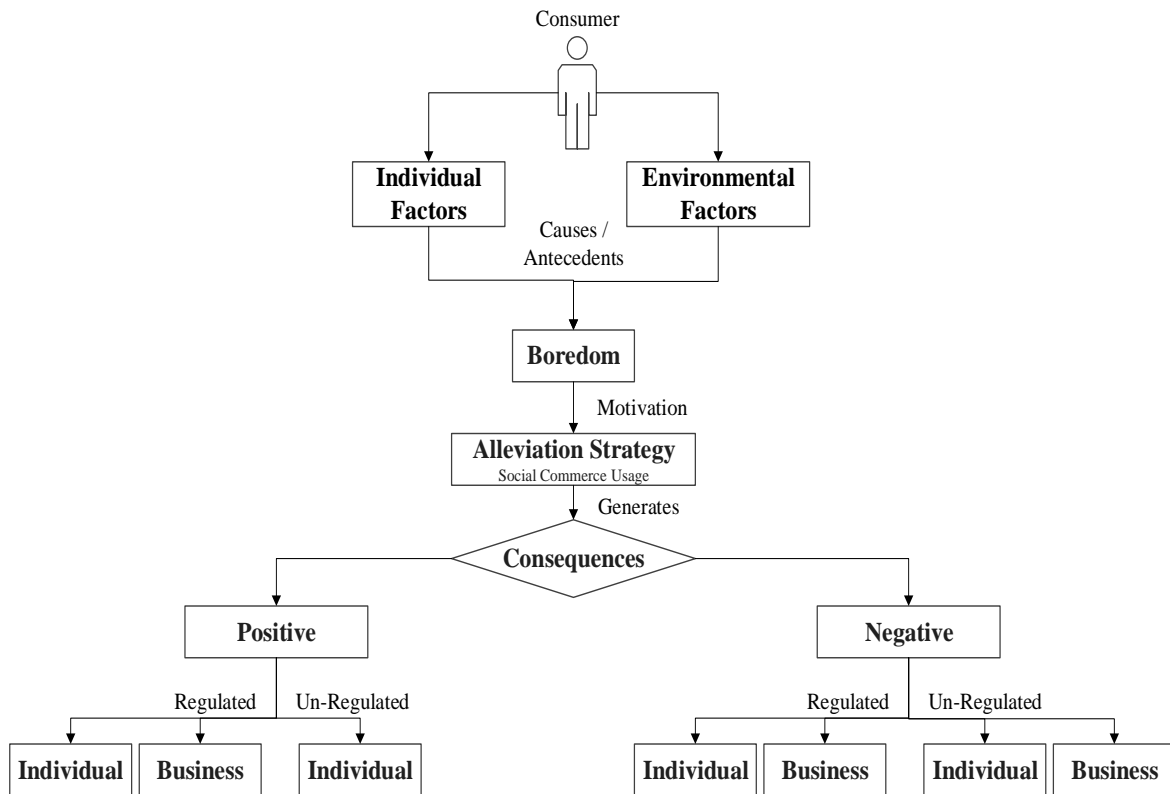 Consumer
Individual
Factors
Environmental
Factors
Causes /
Antecedents
Boredom
Motivation
Alleviation Strategy
Social Commerce Usage
Generates
Consequences
Positive
Negative
Regulated
Un-Regulated
Regulated
Un-Regulated
Individual
Business
Individual
Individual
Business
Individual
Business